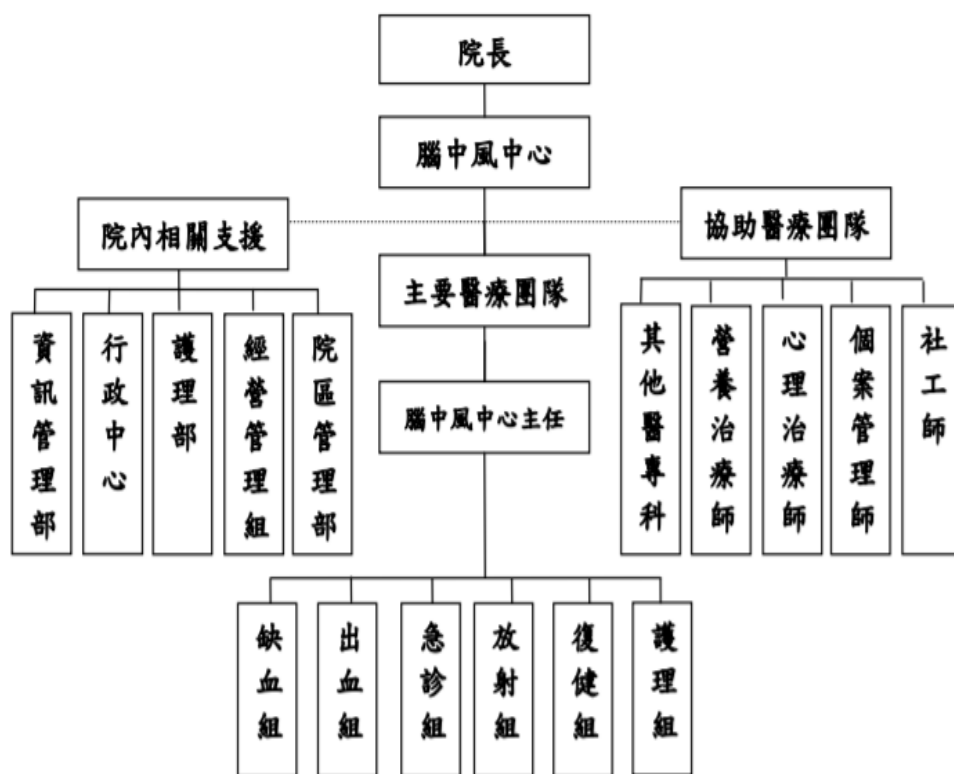 院長
腦中風中心
院內相關支援
協助醫療團隊
主要醫療團隊
資訊管理部
行政中心
護理部
經營管理組
院區管理部
其他醫專科
營養治療師
心理治療師
個案管理師
社工師
腦中風中心主任
缺血組
出血組
急診組
放射組
復健組
護理組